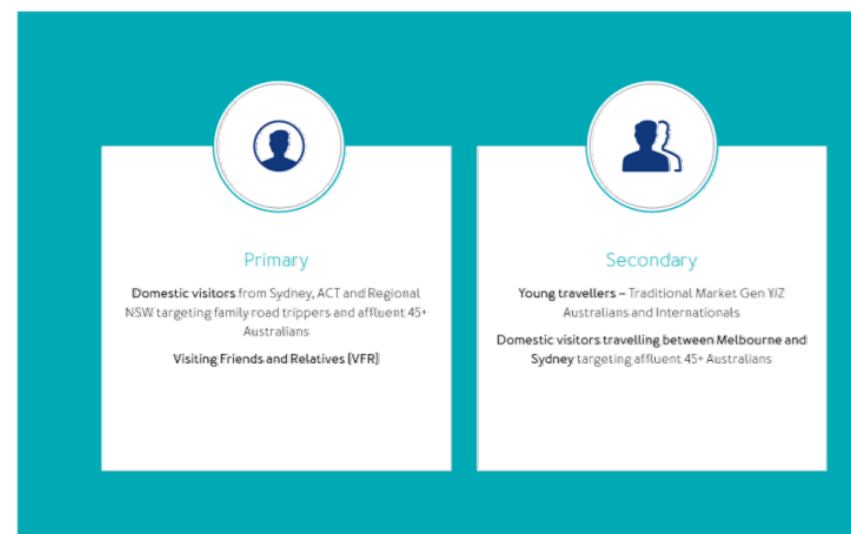 Primary
Domestic visitors from Sydney, ACT and Regional
NSW targeting family road trippers and affluent 45+
Australians
Visiting Friends and Relatives (VFR)
Secondary
Young travellers – Traditional Market Gen Y/Z
Australians and Internationals
Domestic visitors travelling between Melbourne and
Sydney targeting affluent 45+ Australians